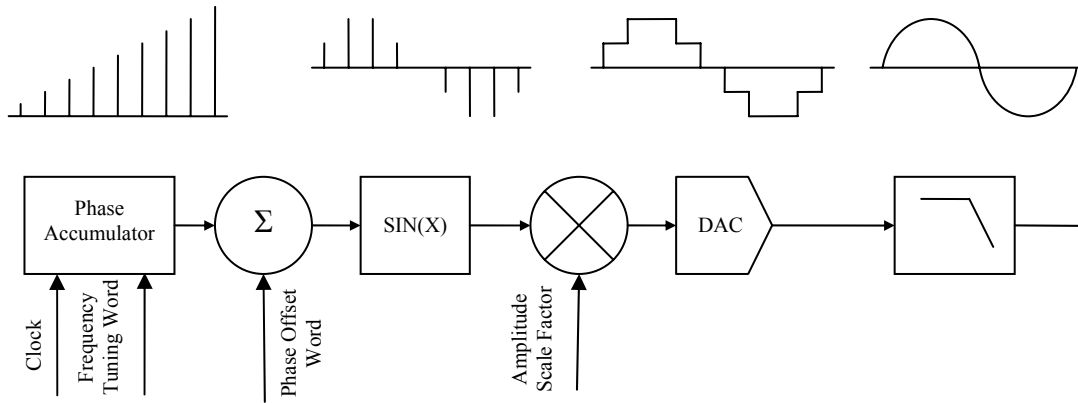 Phase
Accumulator
Σ
SIN(X)
DAC
Clock
Frequency
Tuning Word
Phase Offset
Word
Amplitude
Scale Factor